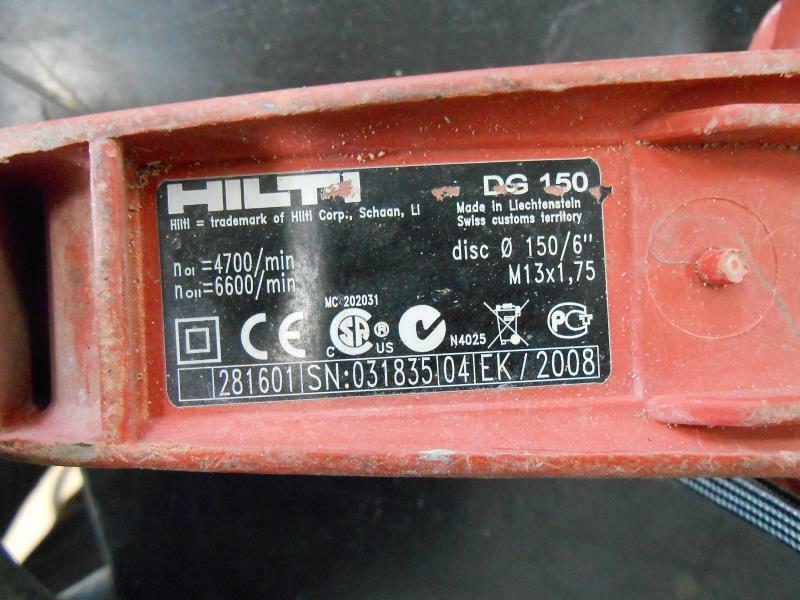 HILTI DG 150
Hilti = trademark of Hilti Corp., Schaan, LI
Made in Liechtenstein
Swiss customs territory
n0I =4700/min
n0II =6600/min
disc Ø 150/6"
M13x1,75
MC 202031
CE
C SA ® US
N4025
PCT
281601 SN:031835 04 EK / 2008